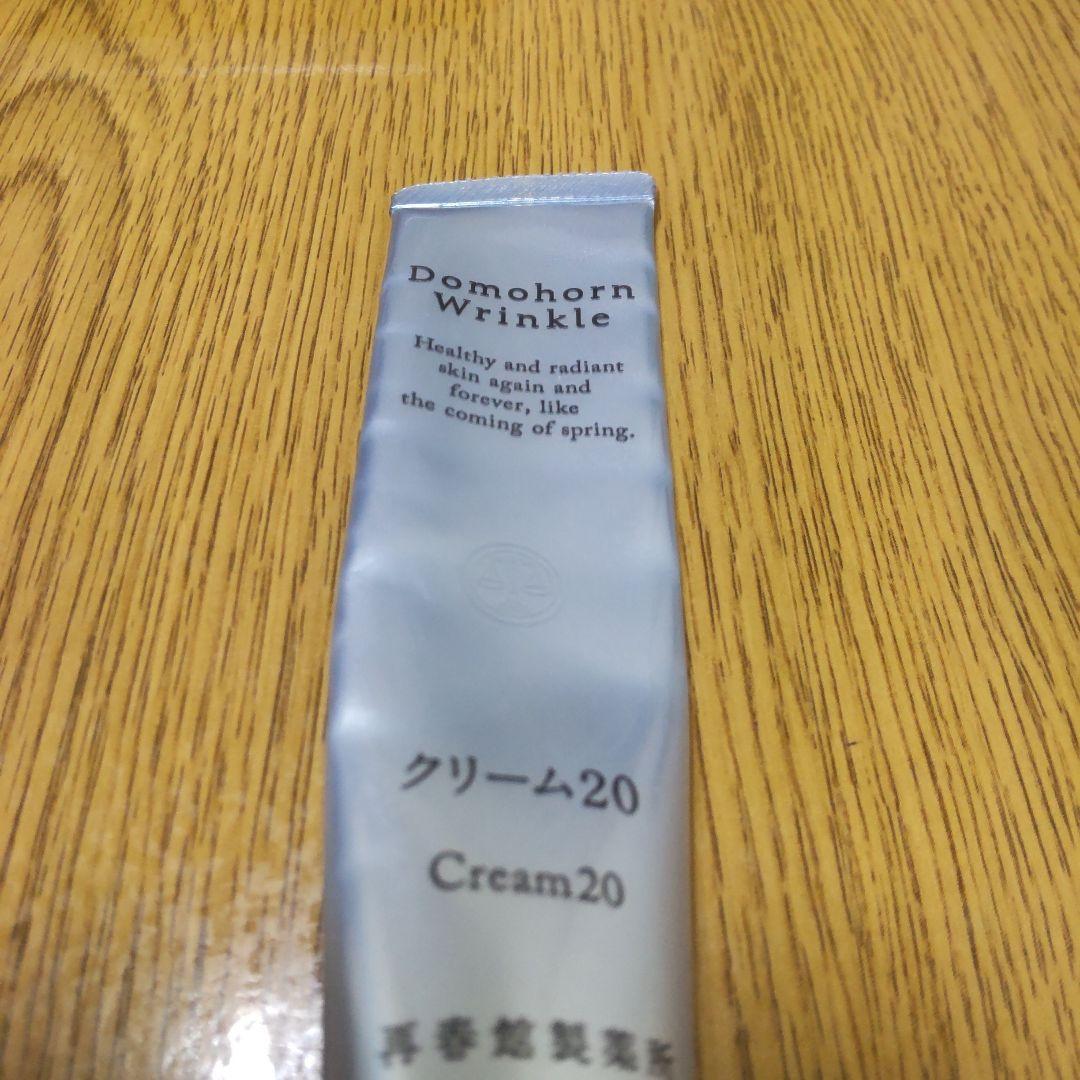 Domohorn
Wrinkle
Healthy and radiant
skin again and
forever, like
the coming of spring.
クリーム20
Cream20
再春館製薬所